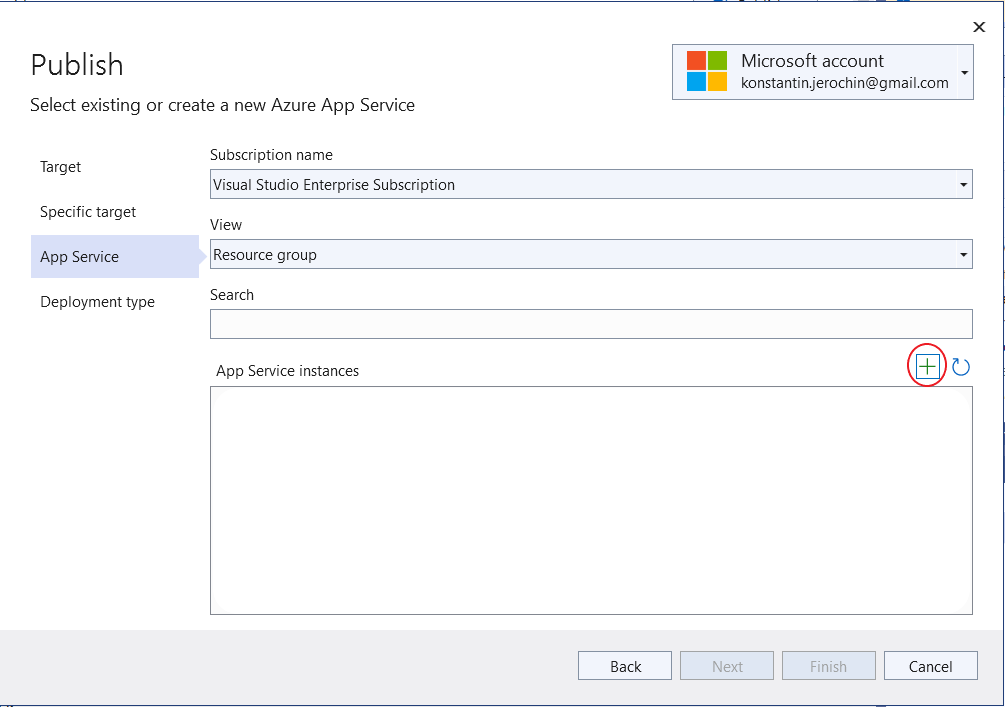 Publish
Select existing or create a new Azure App Service
Microsoft account
konstantin.jerochin@gmail.com
Target
Specific target
App Service
Deployment type
Subscription name
Visual Studio Enterprise Subscription
View
Resource group
Search
App Service instances
Back
Next
Finish
Cancel